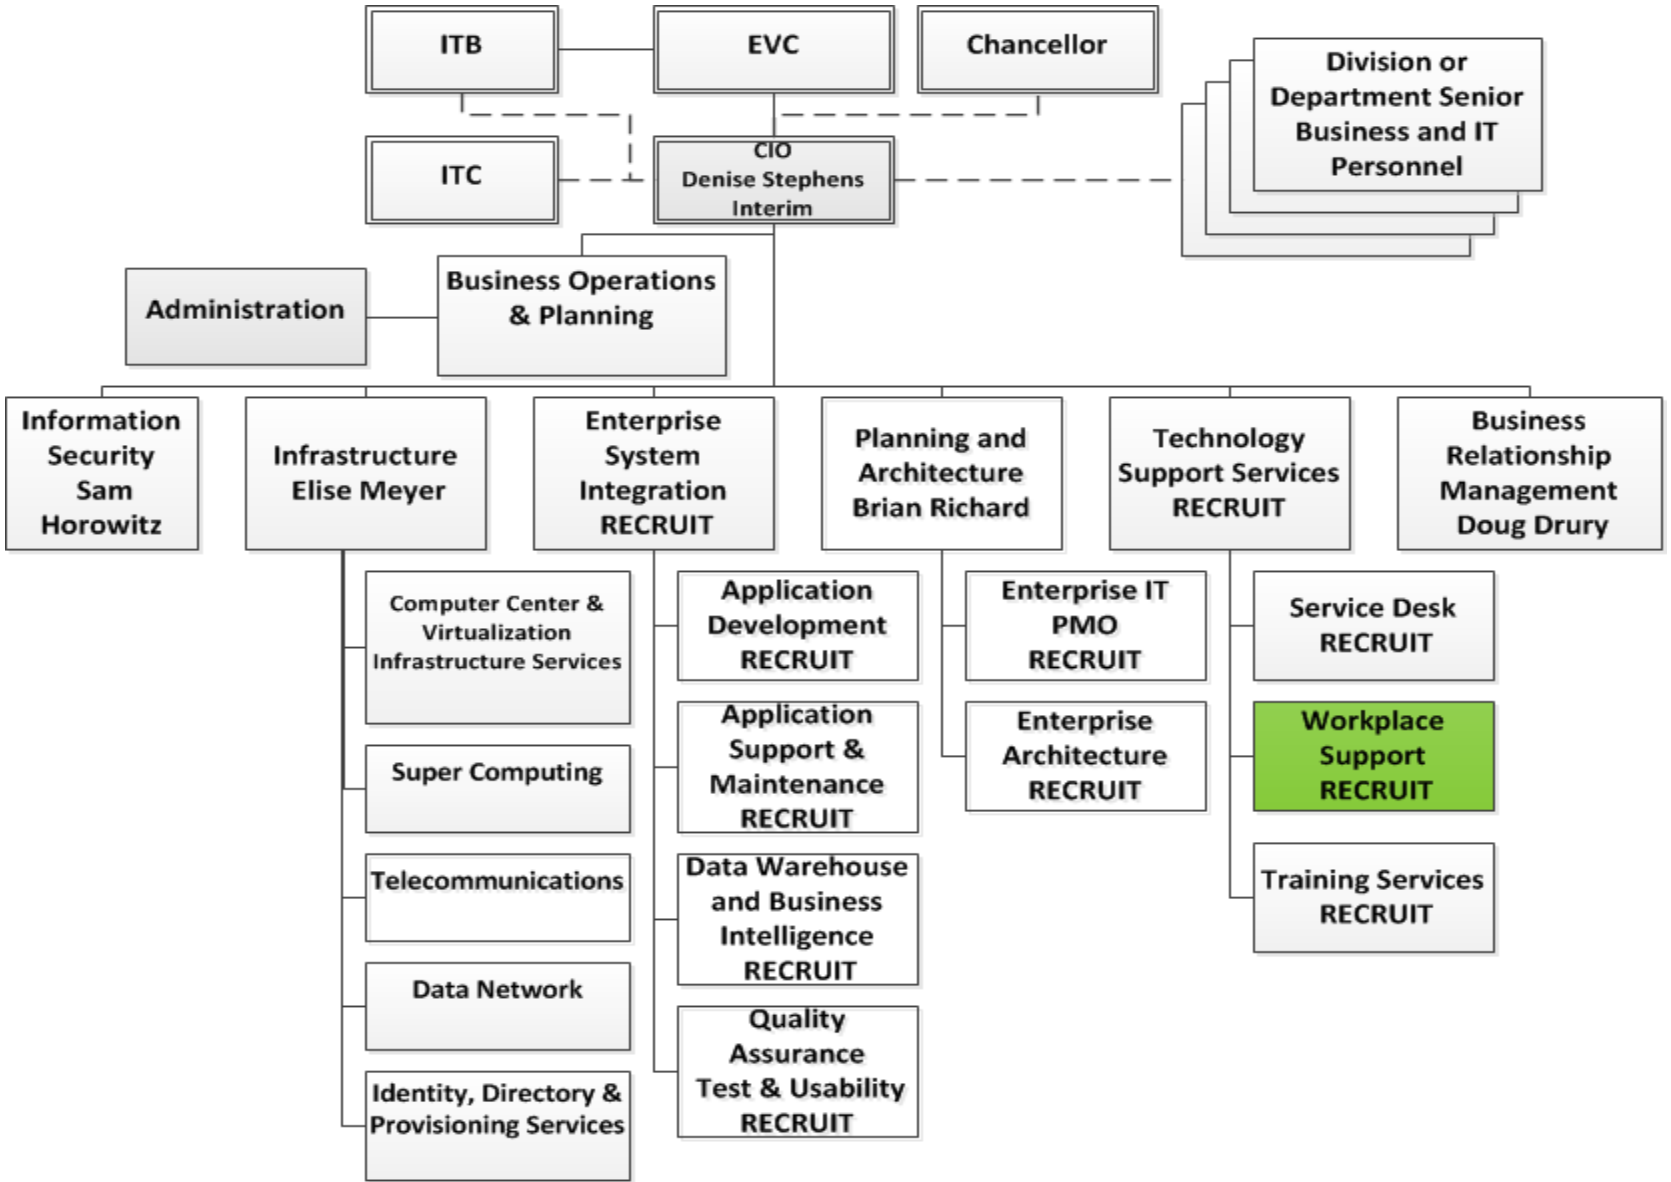 ITB
EVC
Chancellor
Division or
Department Senior
Business and IT
Personnel
ITC
CIO
Denise Stephens
Interim
Administration
Business Operations
& Planning
Information
Security
Sam
Horowitz
Infrastructure
Elise Meyer
Enterprise
System
Integration
RECRUIT
Planning and
Architecture
Brian Richard
Technology
Support Services
RECRUIT
Business
Relationship
Management
Doug Drury
Computer Center &
Virtualization
Infrastructure Services
Super Computing
Telecommunications
Data Network
Identity, Directory &
Provisioning Services
Application
Development
RECRUIT
Application
Support &
Maintenance
RECRUIT
Data Warehouse
and Business
Intelligence
RECRUIT
Quality
Assurance
Test & Usability
RECRUIT
Enterprise IT
PMO
RECRUIT
Enterprise
Architecture
RECRUIT
Service Desk
RECRUIT
Workplace
Support
RECRUIT
Training Services
RECRUIT